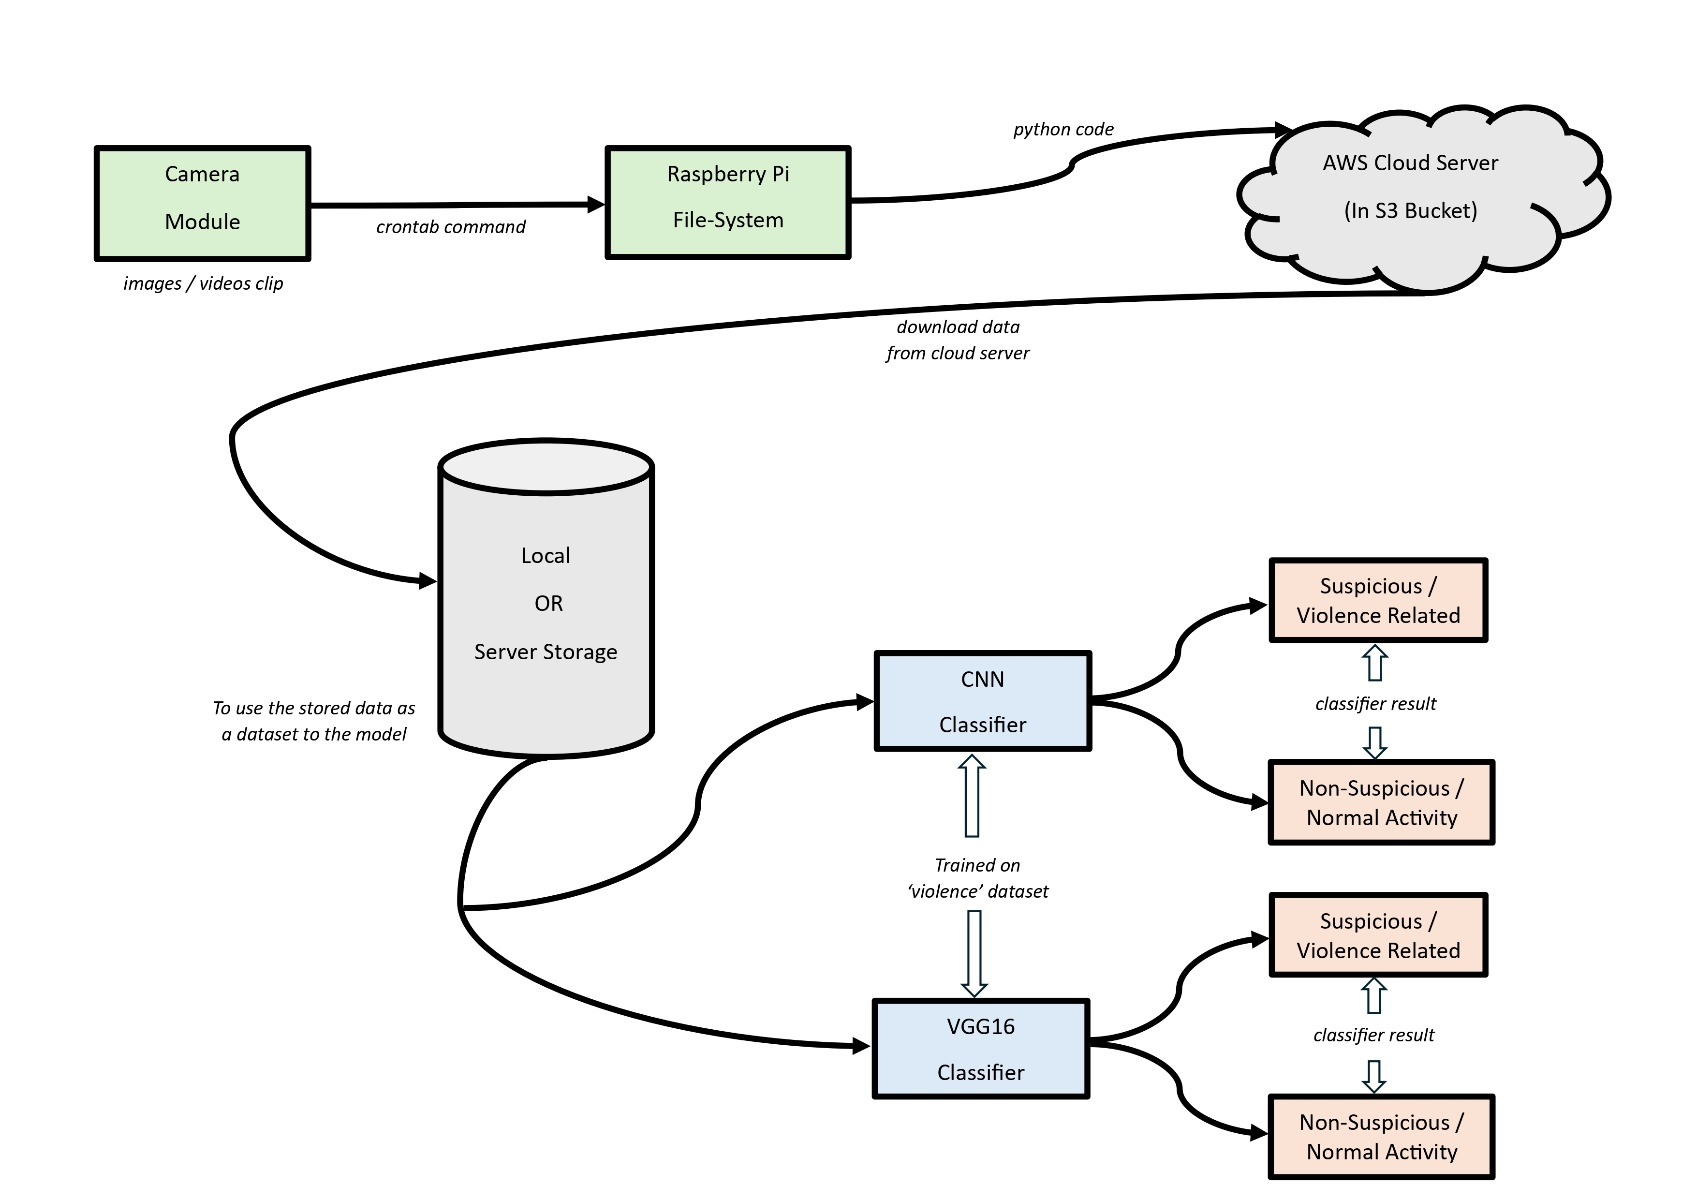 Camera
Module
images / videos clip
crontab command
Raspberry Pi
File-System
python code
AWS Cloud Server
(In S3 Bucket)
download data
from cloud server
Local
OR
Server Storage
To use the stored data as
a dataset to the model
CNN
Classifier
Trained on
‘violence’ dataset
VGG16
Classifier
Suspicious /
Violence Related
classifier result
Non-Suspicious /
Normal Activity
Suspicious /
Violence Related
classifier result
Non-Suspicious /
Normal Activity